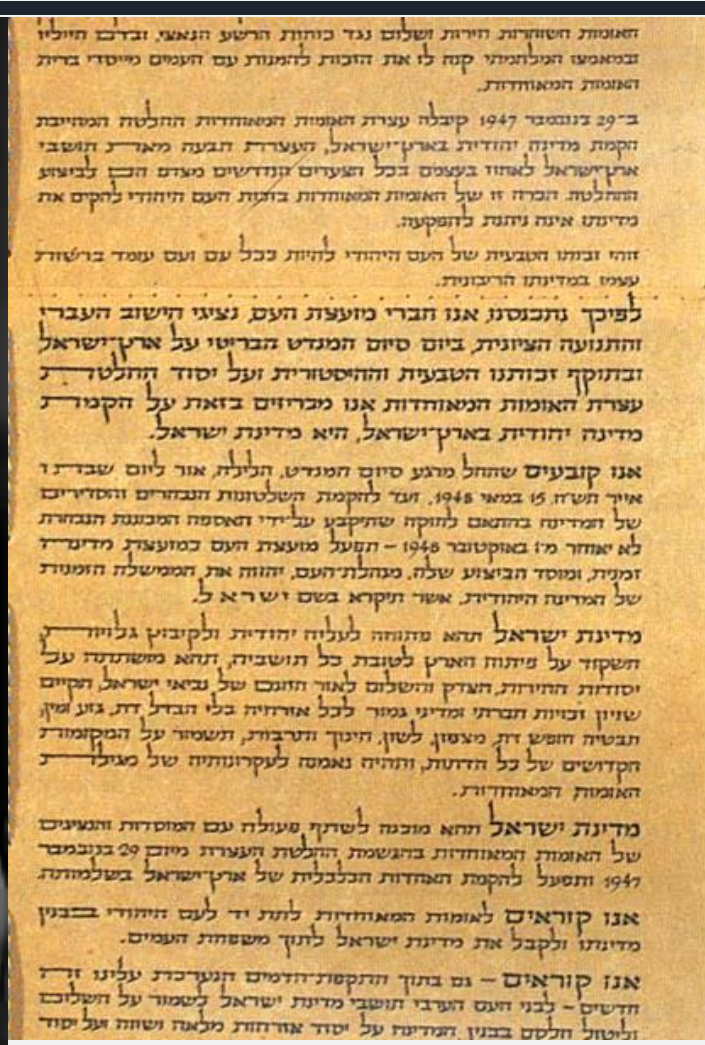 האומות השוחרות חירות ושלום נגד כוחות הרשע הנאצי, ובדם חייליו
ובמאמצו המלחמתי קנה לו את הזכות להמנות עם העמים מייסדי ברית
האומות המאוחדות.
ב־29 בנובמבר 1947 קיבלה עצרת האומות המאוחדות החלטה המחייבת
הקמת מדינה יהודית בארץ־ישראל, העצרת תבעה מאת תושבי
ארץ־ישראל לאחוז בעצמם בכל הצעדים הנדרשים מצדם הם לביצוע
ההחלטה. הכרה זו של האומות המאוחדות בזכות העם היהודי להקים את
מדינתו אינה ניתנת להפקעה.
זוהי זכותו הטבעית של העם היהודי להיות ככל עם ועם עומד ברשות
עצמו במדינתו הריבונית.
לפיכך נתכנסנו, אנו חברי מועצת העם, נציגי הישוב העברי
והתנועה הציונית, ביום סיום המנדט הבריטי על ארץ־ישראל
ובתוקף זכותנו הטבעית וההיסטורית ועל יסוד החלטת
עצרת האומות המאוחדות אנו מכריזים בזאת על הקמת
מדינה יהודית בארץ־ישראל, היא מדינת ישראל.
אנו קובעים שהחל מרגע סיום המנדט, הלילה, אור ליום שבת ו
אייר תש״ח, 15 במאי 1948, ועד להקמת השלטונות הנבחרים והסדירים
של המדינה בהתאם לחוקה שתיקבע על־ידי האספה המכוננת הנבחרת
לא יאוחר מ־1 באוקטובר 1948 – תפעל מועצת העם כמועצת מדינה
זמנית, ומוסד הביצוע שלה, מנהלת־העם, יהווה את הממשלה הזמנית
של המדינה היהודית, אשר תיקרא בשם ישראל.
מדינת ישראל תהא פתוחה לעליה יהודית ולקיבוץ גלויות,
תשקוד על פיתוח הארץ לטובת כל תושביה, תהא מושתתה על
יסודות החירות, הצדק והשלום לאור חזונם של נביאי ישראל, תקיים
שויון זכויות חברתי ומדיני גמור לכל אזרחיה בלי הבדל דת, גזע ומין,
תבטיח חופש דת, מצפון, לשון, חינוך ותרבות, תשמור על המקומות
הקדושים של כל הדתות, ותהיה נאמנה לעקרונותיה של מגילת
האומות המאוחדות.
מדינת ישראל תהא מוכנה לשתף פעולה עם המוסדות והנציגים
של האומות המאוחדות בהגשמת החלטת העצרת מיום 29 בנובמבר
1947 ותפעל להקמת האחדות הכלכלית של ארץ־ישראל בשלמותה.
אנו קוראים לאומות המאוחדות לתת יד לעם היהודי בבנין
מדינתו ולקבל את מדינת ישראל לתוך משפחת העמים.
אנו קוראים – גם בתוך התקפת־הדמים הנערכת עלינו זה
חדשים – לבני העם הערבי תושבי מדינת ישראל לשמור על השלום
וליטול חלקם בבנין המדינה על יסוד אזרחות מלאה ושווה ועל יסוד